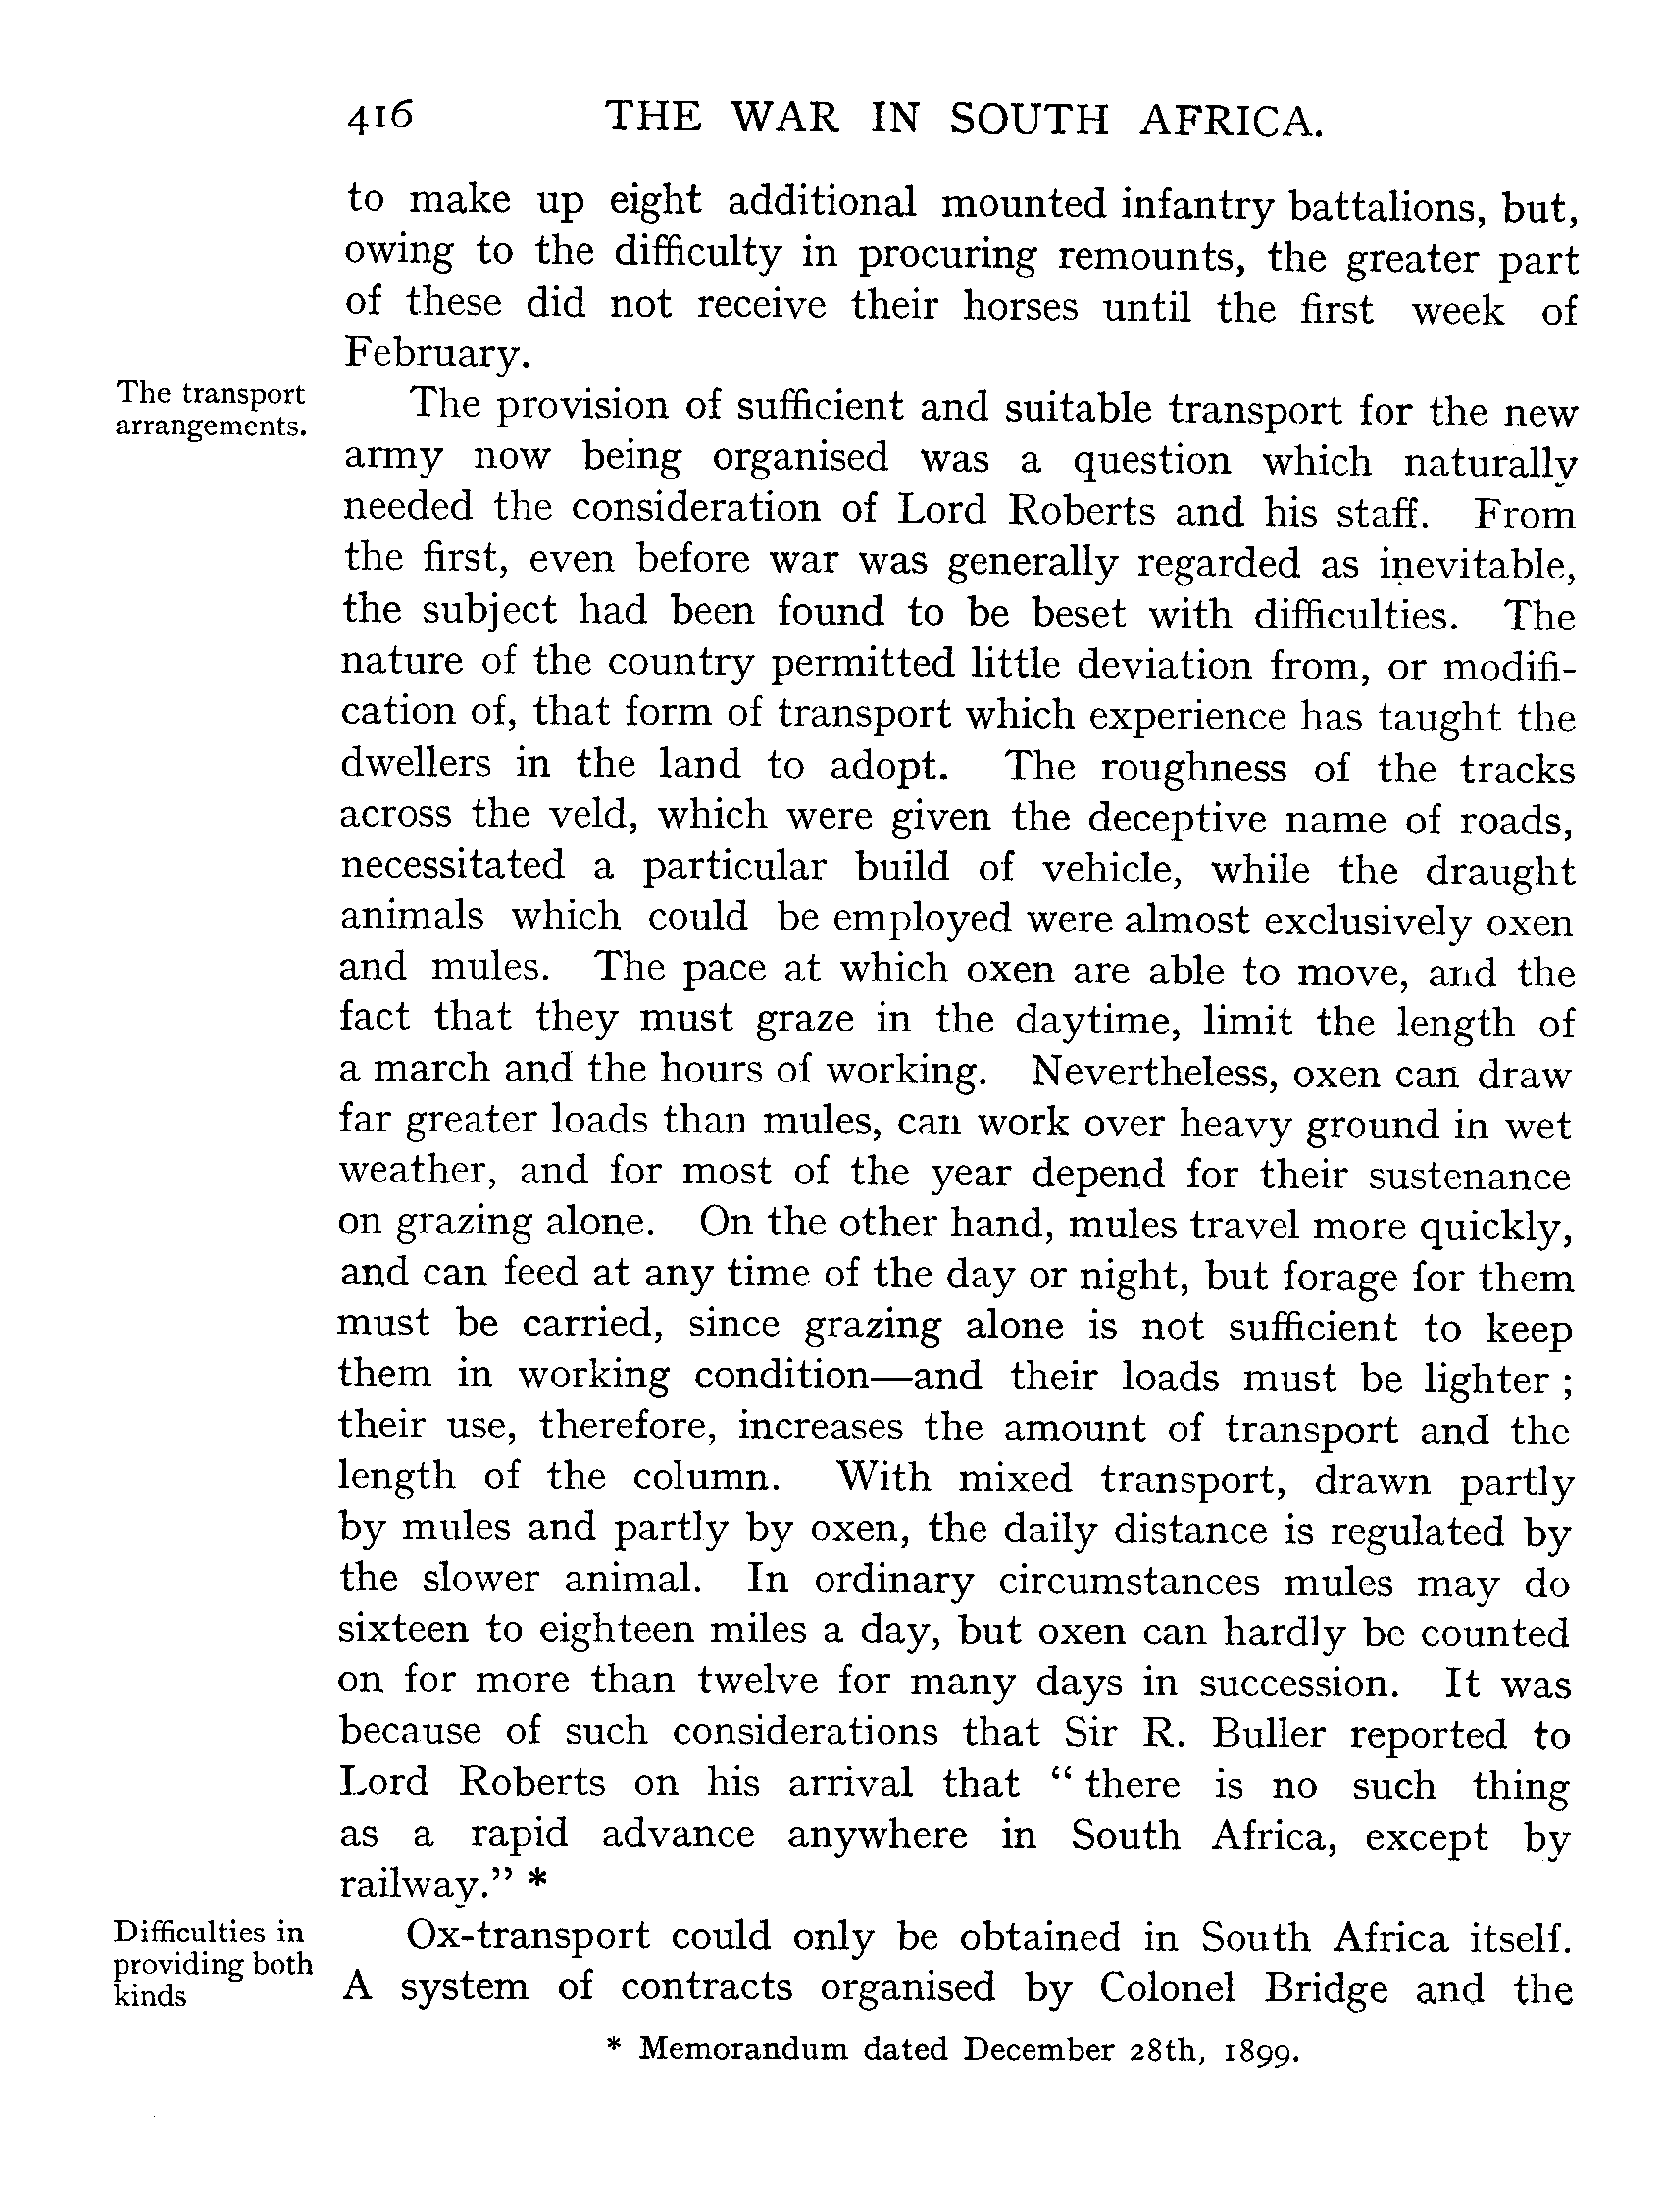 416 THE WAR IN SOUTH AFRICA.
to make up eight additional mounted infantry battalions, but,
owing to the difficulty in procuring remounts, the greater part
of these did not receive their horses until the first week of
February.
The transport
arrangements.
The provision of sufficient and suitable transport for the new
army now being organised was a question which naturally
needed the consideration of Lord Roberts and his staff. From
the first, even before war was generally regarded as inevitable,
the subject had been found to be beset with difficulties. The
nature of the country permitted little deviation from, or modifi-
cation of, that form of transport which experience has taught the
dwellers in the land to adopt. The roughness of the tracks
across the veld, which were given the deceptive name of roads,
necessitated a particular build of vehicle, while the draught
animals which could be employed were almost exclusively oxen
and mules. The pace at which oxen are able to move, and the
fact that they must graze in the daytime, limit the length of
a march and the hours of working. Nevertheless, oxen can draw
far greater loads than mules, can work over heavy ground in wet
weather, and for most of the year depend for their sustenance
on grazing alone. On the other hand, mules travel more quickly,
and can feed at any time of the day or night, but forage for them
must be carried, since grazing alone is not sufficient to keep
them in working condition—and their loads must be lighter ;
their use, therefore, increases the amount of transport and the
length of the column. With mixed transport, drawn partly
by mules and partly by oxen, the daily distance is regulated by
the slower animal. In ordinary circumstances mules may do
sixteen to eighteen miles a day, but oxen can hardly be counted
on for more than twelve for many days in succession. It was
because of such considerations that Sir R. Buller reported to
Lord Roberts on his arrival that “ there is no such thing
as a rapid advance anywhere in South Africa, except by
railway.” *
Difficulties in
providing both
kinds
Ox-transport could only be obtained in South Africa itself.
A system of contracts organised by Colonel Bridge and the
* Memorandum dated December 28th, 1899.